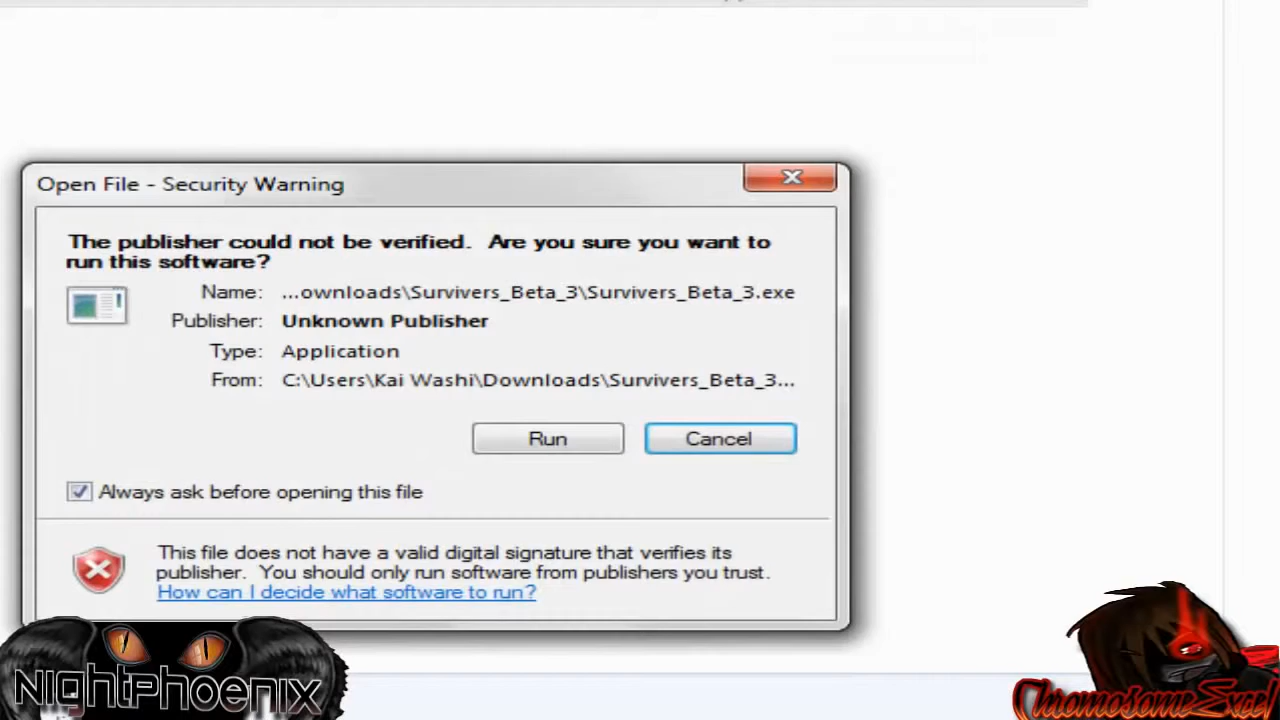 Open File - Security Warning
The publisher could not be verified. Are you sure you want to
run this software?
Name: ...ownloads\Survivers_Beta_3\Survivers_Beta_3.exe
Publisher: Unknown Publisher
Type: Application
From: C:\Users\Kai Washi\Downloads\Survivers_Beta_3...
Run Cancel
Always ask before opening this file
This file does not have a valid digital signature that verifies its
publisher. You should only run software from publishers you trust.
How can I decide what software to run?
NightPhoenix
ChromosomeExcel